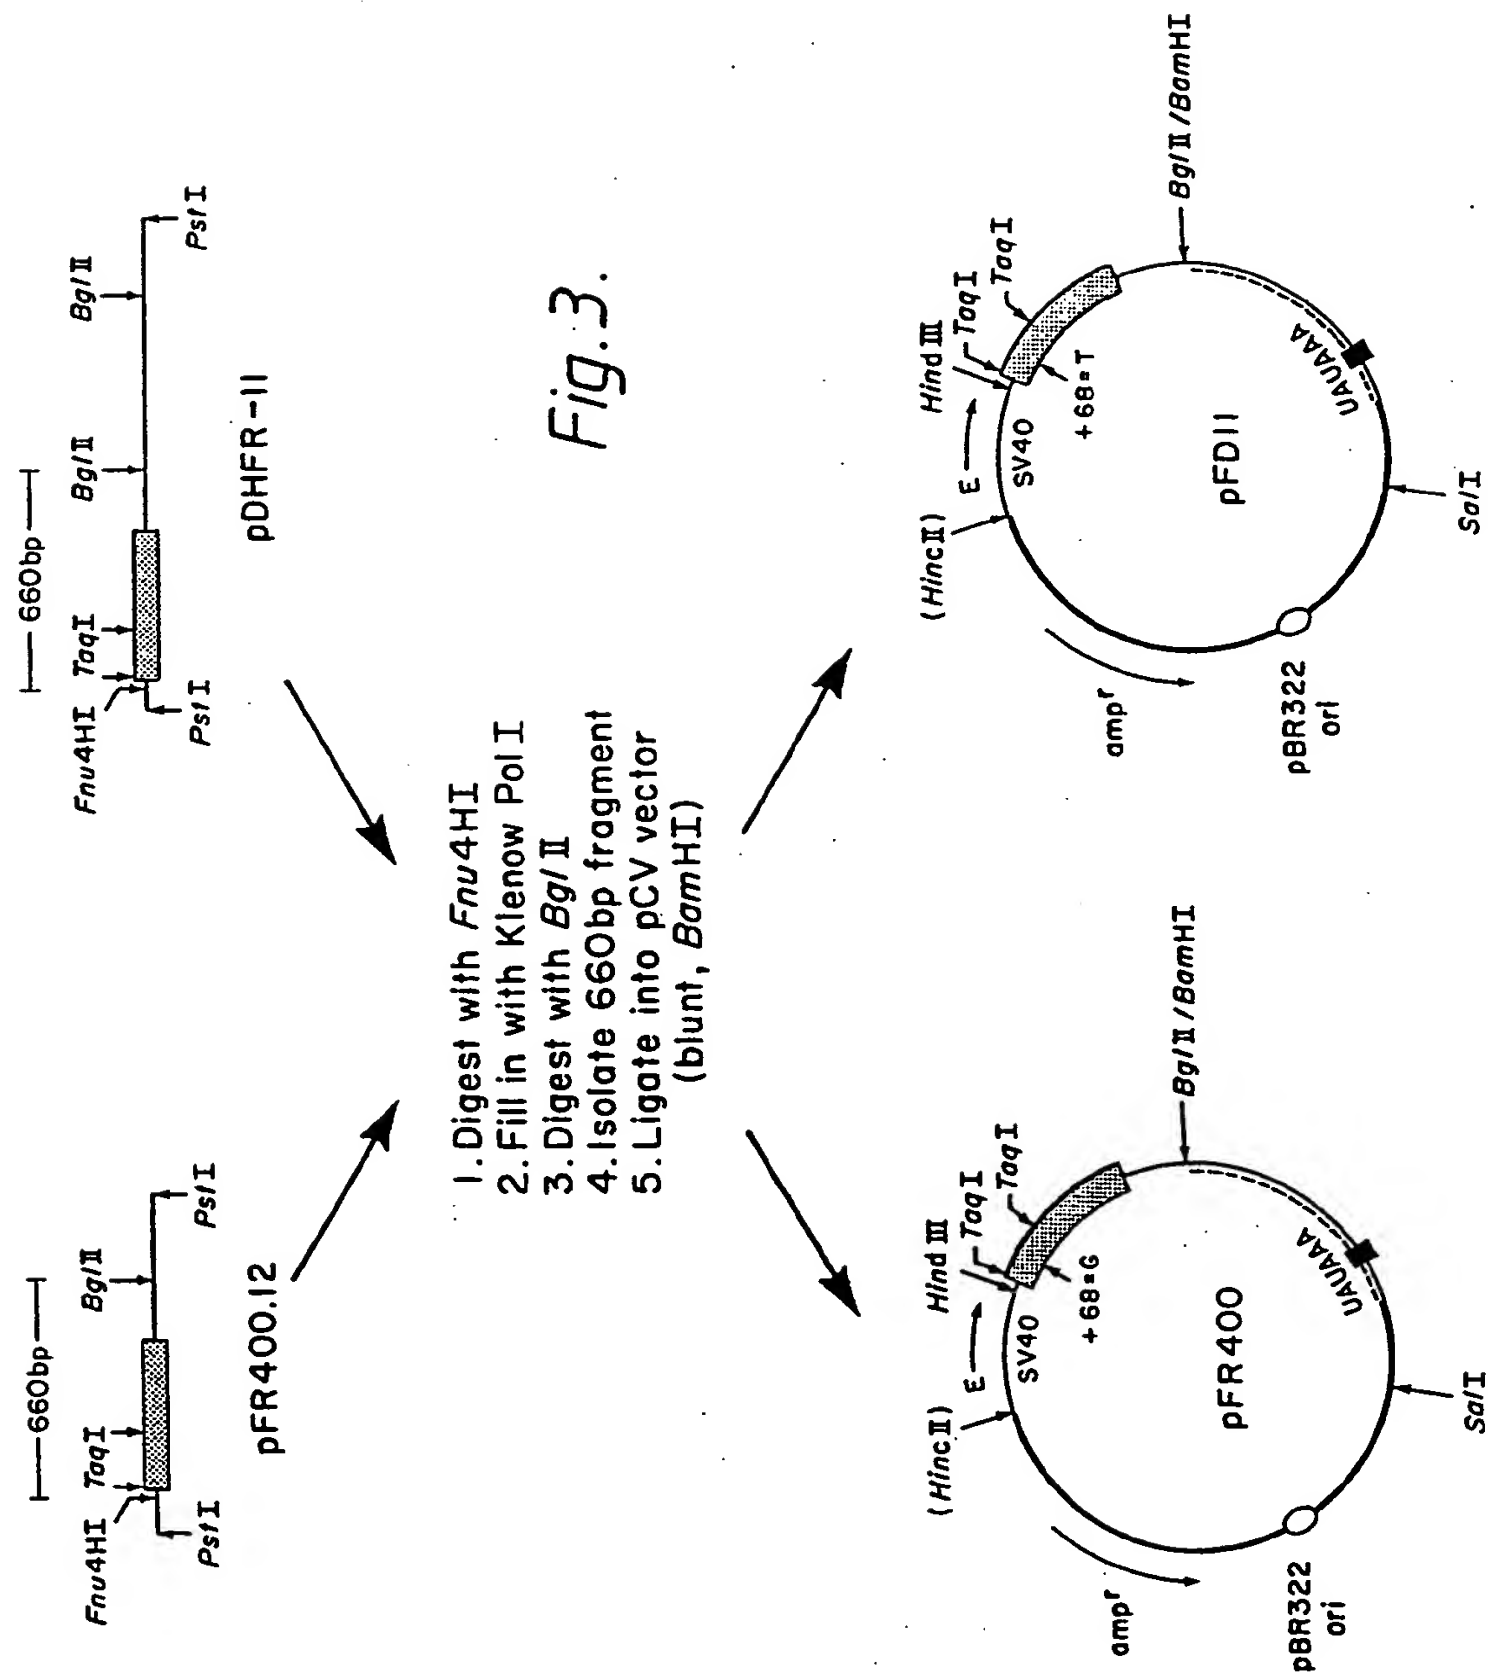 660bp
Fnu4HI
TaqI
BglII
PstI
PstI
pFR400.12
660bp
Fnu4HI
TaqI
BglII
BglII
PstI
PstI
pDHFR-11
1.Digest with Fnu4HI
2.Fill in with Klenow Pol I
3.Digest with BglII
4.Isolate 660bp fragment
5.Ligate into pCV vector
(blunt, BamHI)
Fig.3.
(HincII)
E
HindIII
TaqI
TaqI
SV40
+68=G
BglII/BamHI
ampr
pFR400
UAUAAA
pBR322
ori
SalI
(HincII)
E
HindIII
TaqI
TaqI
SV40
+68=T
BglII/BamHI
ampr
pFD11
UAUAAA
pBR322
ori
SalI